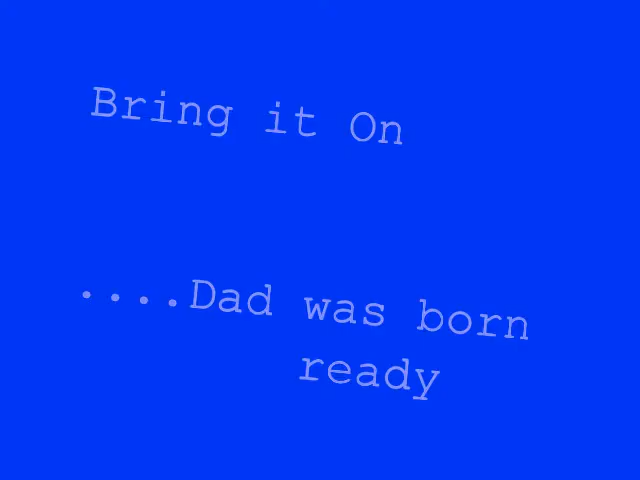 Bring it On
....Dad was born
ready